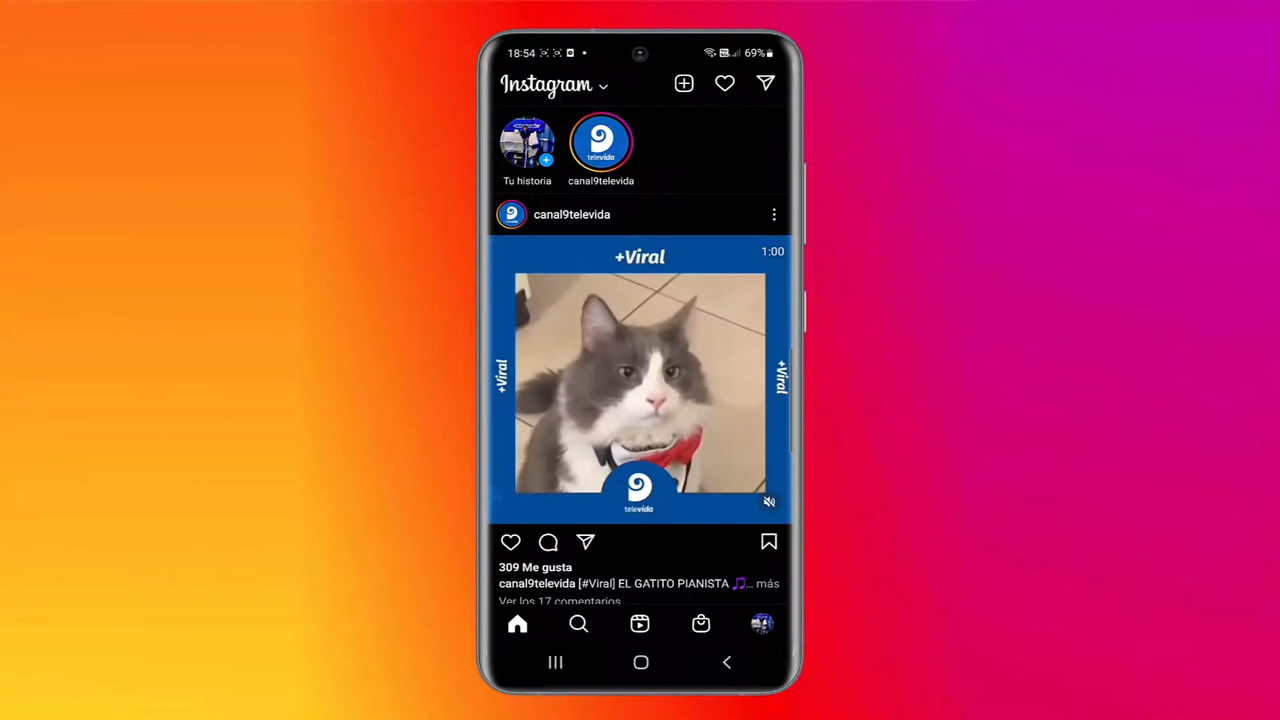 18:54
69%
Instagram
televida
Tu historia
canal9televida
canal9televida
+Viral
1:00
+Viral
+Viral
televida
309 Me gusta
canal9televida [#Viral] EL GATITO PIANISTA 🎵... más
Ver los 17 comentarios